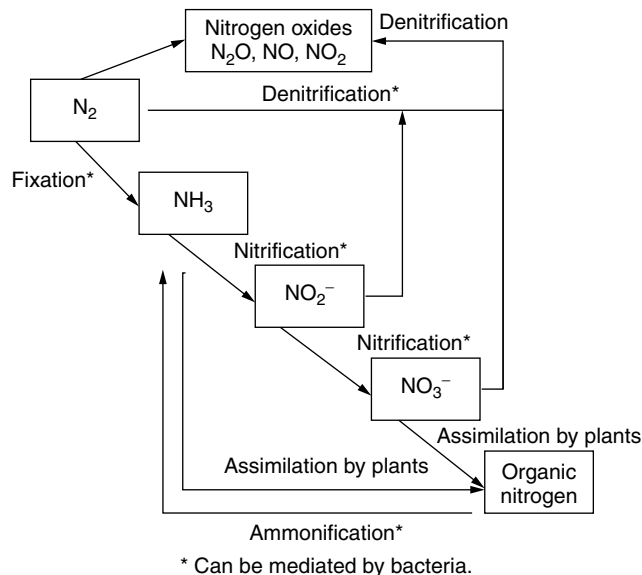 Nitrogen oxides
N₂O, NO, NO₂
Denitrification
Denitrification*
N₂
Fixation*
NH₃
Nitrification*
NO₂⁻
Nitrification*
NO₃⁻
Assimilation by plants
Assimilation by plants
Organic
nitrogen
Ammonification*
* Can be mediated by bacteria.